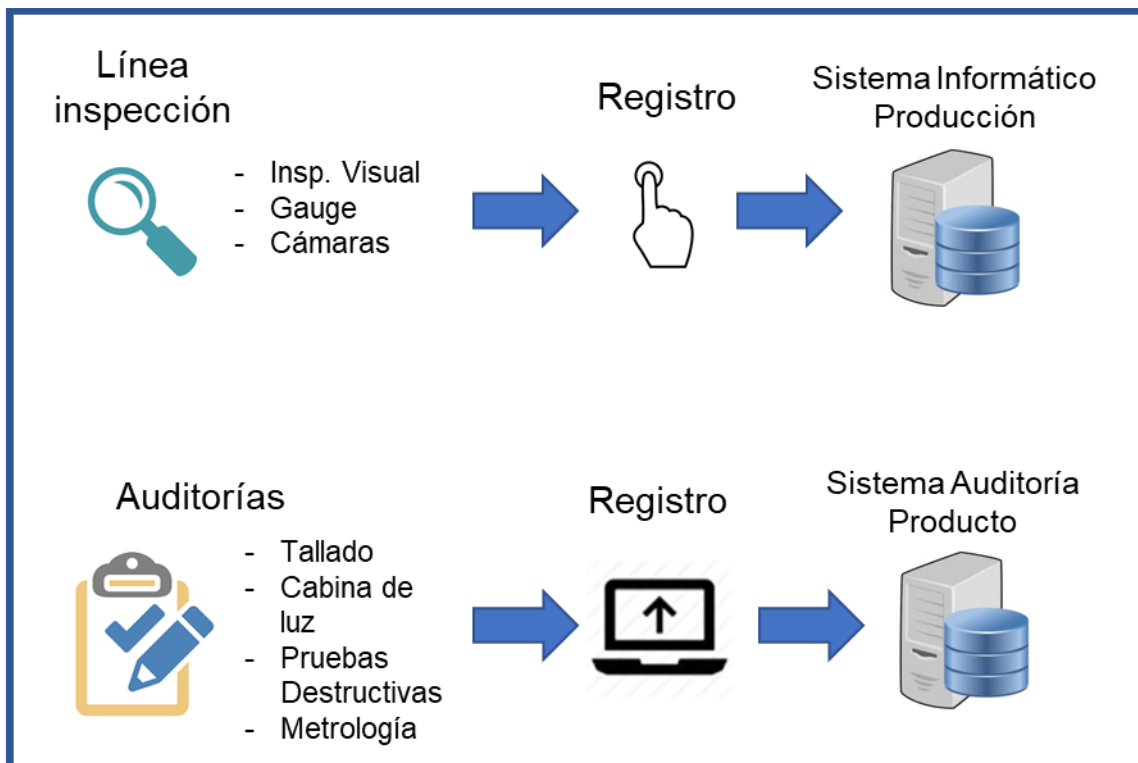 Línea
inspección
- Insp. Visual
- Gauge
- Cámaras
Registro
Sistema Informático
Producción
Auditorías
- Tallado
- Cabina de
luz
- Pruebas
Destructivas
- Metrología
Registro
Sistema Auditoría
Producto